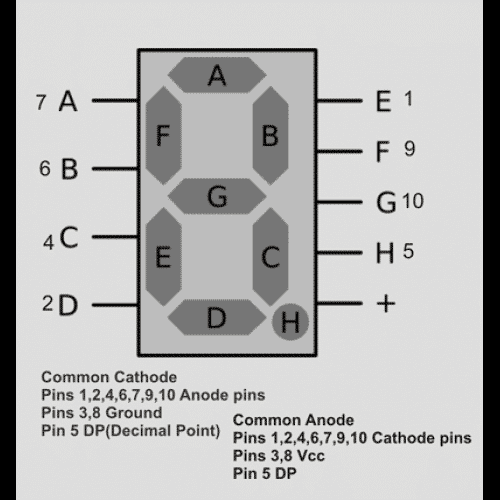 A
7 A
E 1
F
B
6 B
F 9
G
G 10
4 C
E
C
H 5
2 D
D
H
+
Common Cathode
Pins 1,2,4,6,7,9,10 Anode pins
Pins 3,8 Ground
Pin 5 DP(Decimal Point)
Common Anode
Pins 1,2,4,6,7,9,10 Cathode pins
Pins 3,8 Vcc
Pin 5 DP